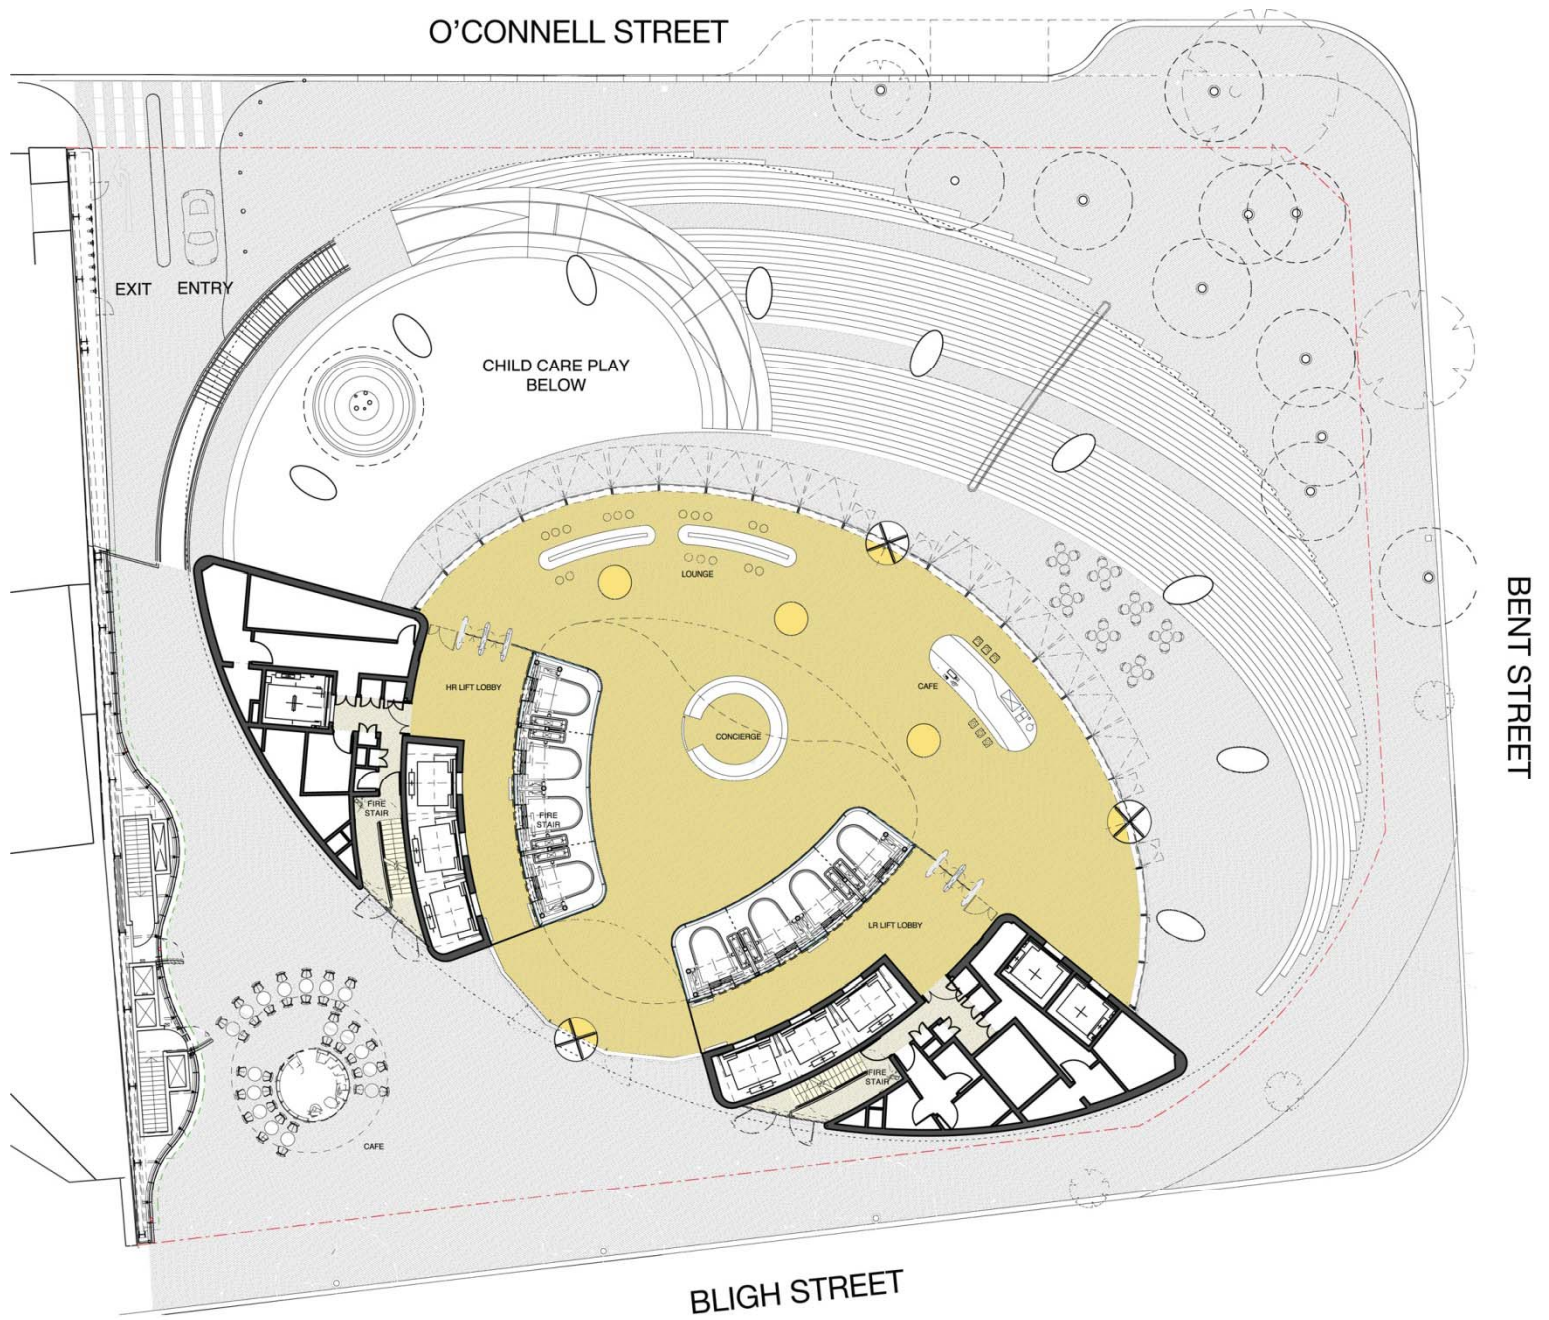 O'CONNELL STREET
EXIT
ENTRY
CHILD CARE PLAY
BELOW
LOUNGE
BENT STREET
HR LIFT LOBBY
CAFE
CONCIERGE
FIRE
STAIR
FIRE
STAIR
LR LIFT LOBBY
FIRE
STAIR
CAFE
BLIGH STREET